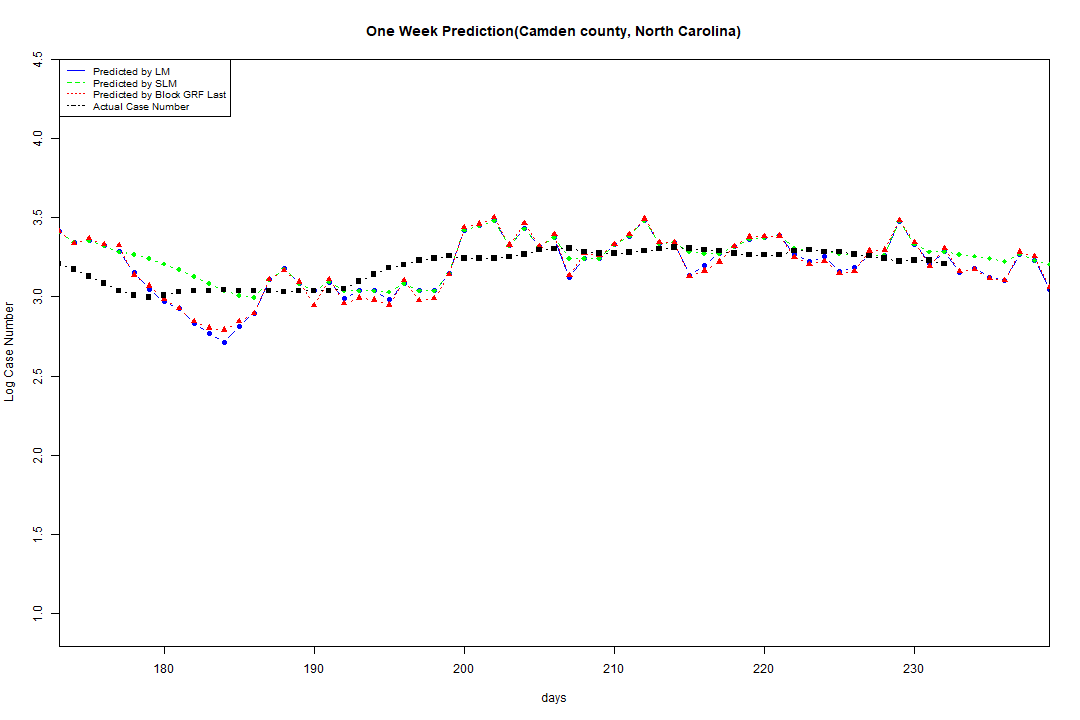 One Week Prediction(Camden county, North Carolina)
Predicted by LM
Predicted by SLM
Predicted by Block GRF Last
Actual Case Number
4.5
4.0
3.5
3.0
2.5
2.0
1.5
1.0
Log Case Number
180 190 200 210 220 230
days